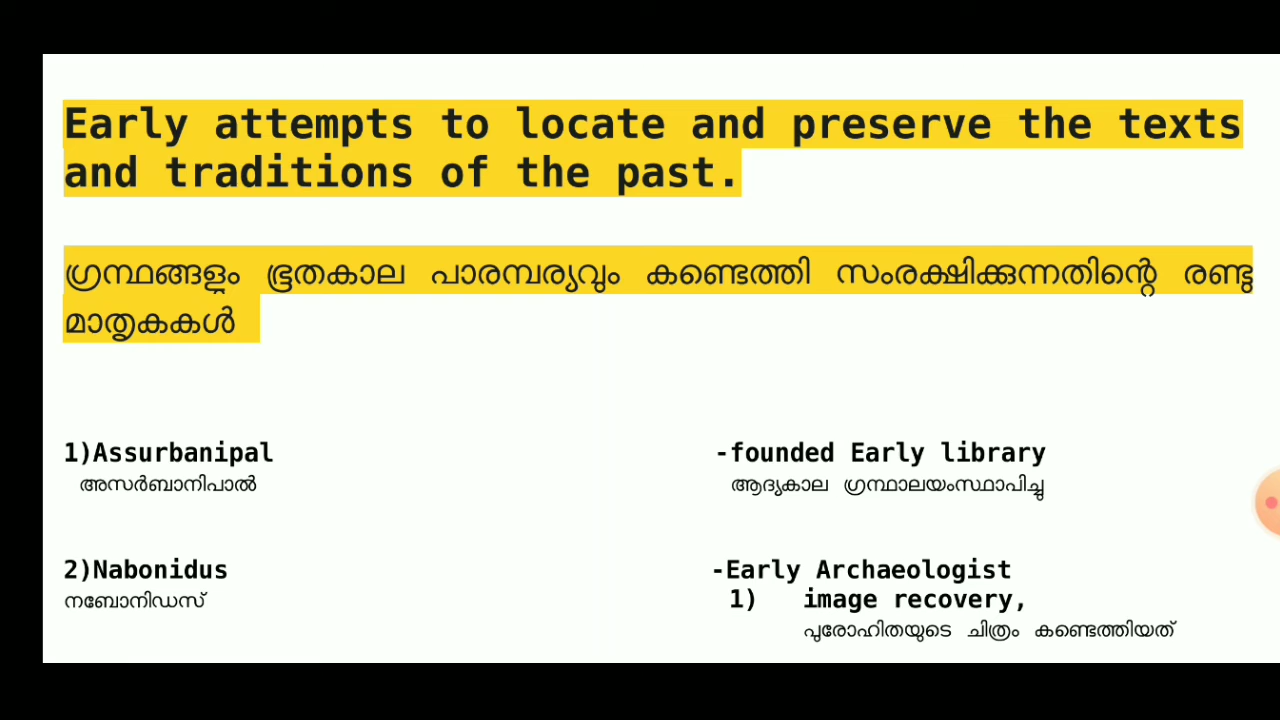 Early attempts to locate and preserve the texts
and traditions of the past.
ഗ്രന്ഥങ്ങളും ഭൂതകാല പാരമ്പര്യവും കണ്ടെത്തി സംരക്ഷിക്കുന്നതിന്റെ രണ്ടു
മാതൃകകൾ
1)Assurbanipal -founded Early library
അസർബാനിപാൽ ആദ്യകാല ഗ്രന്ഥാലയംസ്ഥാപിച്ചു
2)Nabonidus -Early Archaeologist
നബോനിഡസ് 1) image recovery,
പുരോഹിതയുടെ ചിത്രം കണ്ടെത്തിയത്